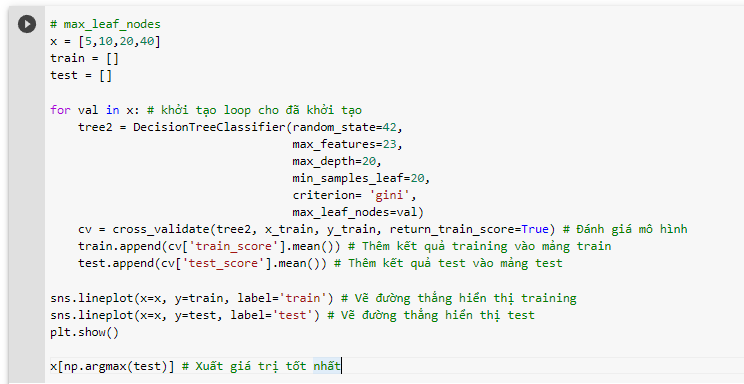 # max_leaf_nodes
x = [5,10,20,40]
train = []
test = []
for val in x: # khởi tạo loop cho đã khởi tạo
tree2 = DecisionTreeClassifier(random_state=42,
max_features=23,
max_depth=20,
min_samples_leaf=20,
criterion= 'gini',
max_leaf_nodes=val)
cv = cross_validate(tree2, x_train, y_train, return_train_score=True) # Đánh giá mô hình
train.append(cv['train_score'].mean()) # Thêm kết quả training vào mảng train
test.append(cv['test_score'].mean()) # Thêm kết quả test vào mảng test
sns.lineplot(x=x, y=train, label='train') # Vẽ đường thẳng hiển thị training
sns.lineplot(x=x, y=test, label='test') # Vẽ đường thẳng hiển thị test
plt.show()
x[np.argmax(test)] # Xuất giá trị tốt nhất